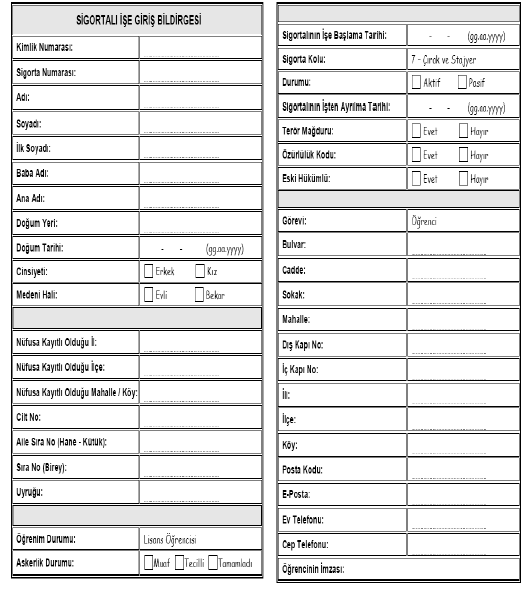 SİGORTALI İŞE GİRİŞ BİLDİRGESİ
Kimlik Numarası:
Sigorta Numarası:
Adı:
Soyadı:
İlk Soyadı:
Baba Adı:
Ana Adı:
Doğum Yeri:
Doğum Tarihi: - - (gg.aa.yyyy)
Cinsiyeti: Erkek Kız
Medeni Hali: Evli Bekar
Nüfusa Kayıtlı Olduğu İl:
Nüfusa Kayıtlı Olduğu İlçe:
Nüfusa Kayıtlı Olduğu Mahalle / Köy:
Cilt No:
Aile Sıra No (Hane - Kütük):
Sıra No (Birey):
Uyruğu:
Öğrenim Durumu: Lisans Öğrencisi
Askerlik Durumu: Muaf Tecilli Tamamladı
Sigortalının İşe Başlama Tarihi: - - (gg.aa.yyyy)
Sigorta Kolu: 7 - Çırak ve Stajyer
Durumu: Aktif Pasif
Sigortalının İşten Ayrılma Tarihi: - - (gg.aa.yyyy)
Terör Mağduru: Evet Hayır
Özürlülük Kodu: Evet Hayır
Eski Hükümlü: Evet Hayır
Görevi: Öğrenci
Bulvar:
Cadde:
Sokak:
Mahalle:
Dış Kapı No:
İç Kapı No:
İli:
İlçe:
Köy:
Posta Kodu:
E-Posta:
Ev Telefonu:
Cep Telefonu:
Öğrencinin İmzası: